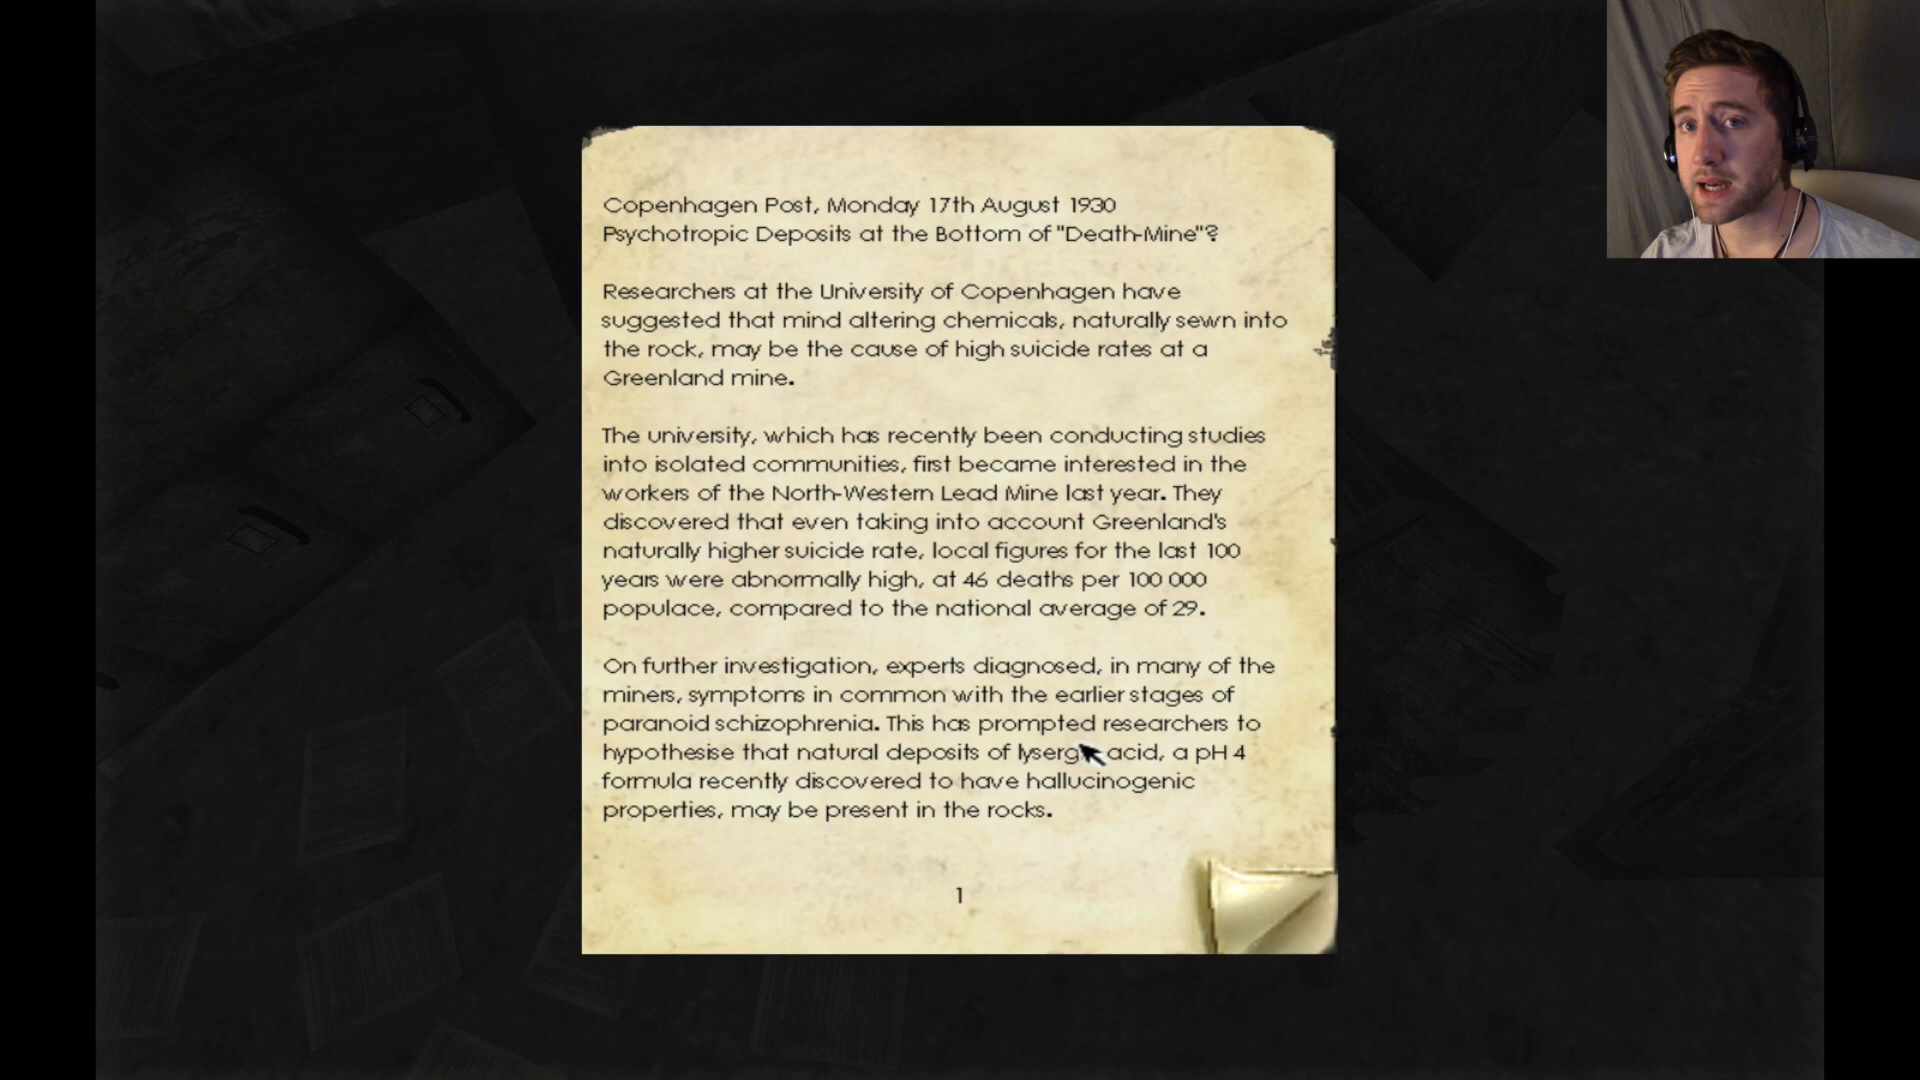 Copenhagen Post, Monday 17th August 1930
Psychotropic Deposits at the Bottom of "Death-Mine"?
Researchers at the University of Copenhagen have
suggested that mind altering chemicals, naturally sewn into
the rock, may be the cause of high suicide rates at a
Greenland mine.
The university, which has recently been conducting studies
into isolated communities, first became interested in the
workers of the North-Western Lead Mine last year. They
discovered that even taking into account Greenland's
naturally higher suicide rate, local figures for the last 100
years were abnormally high, at 46 deaths per 100 000
populace, compared to the national average of 29.
On further investigation, experts diagnosed, in many of the
miners, symptoms in common with the earlier stages of
paranoid schizophrenia. This has prompted researchers to
hypothesise that natural deposits of acid, a pH 4
formula recently discovered to have hallucinogenic
properties, may be present in the rocks.
1